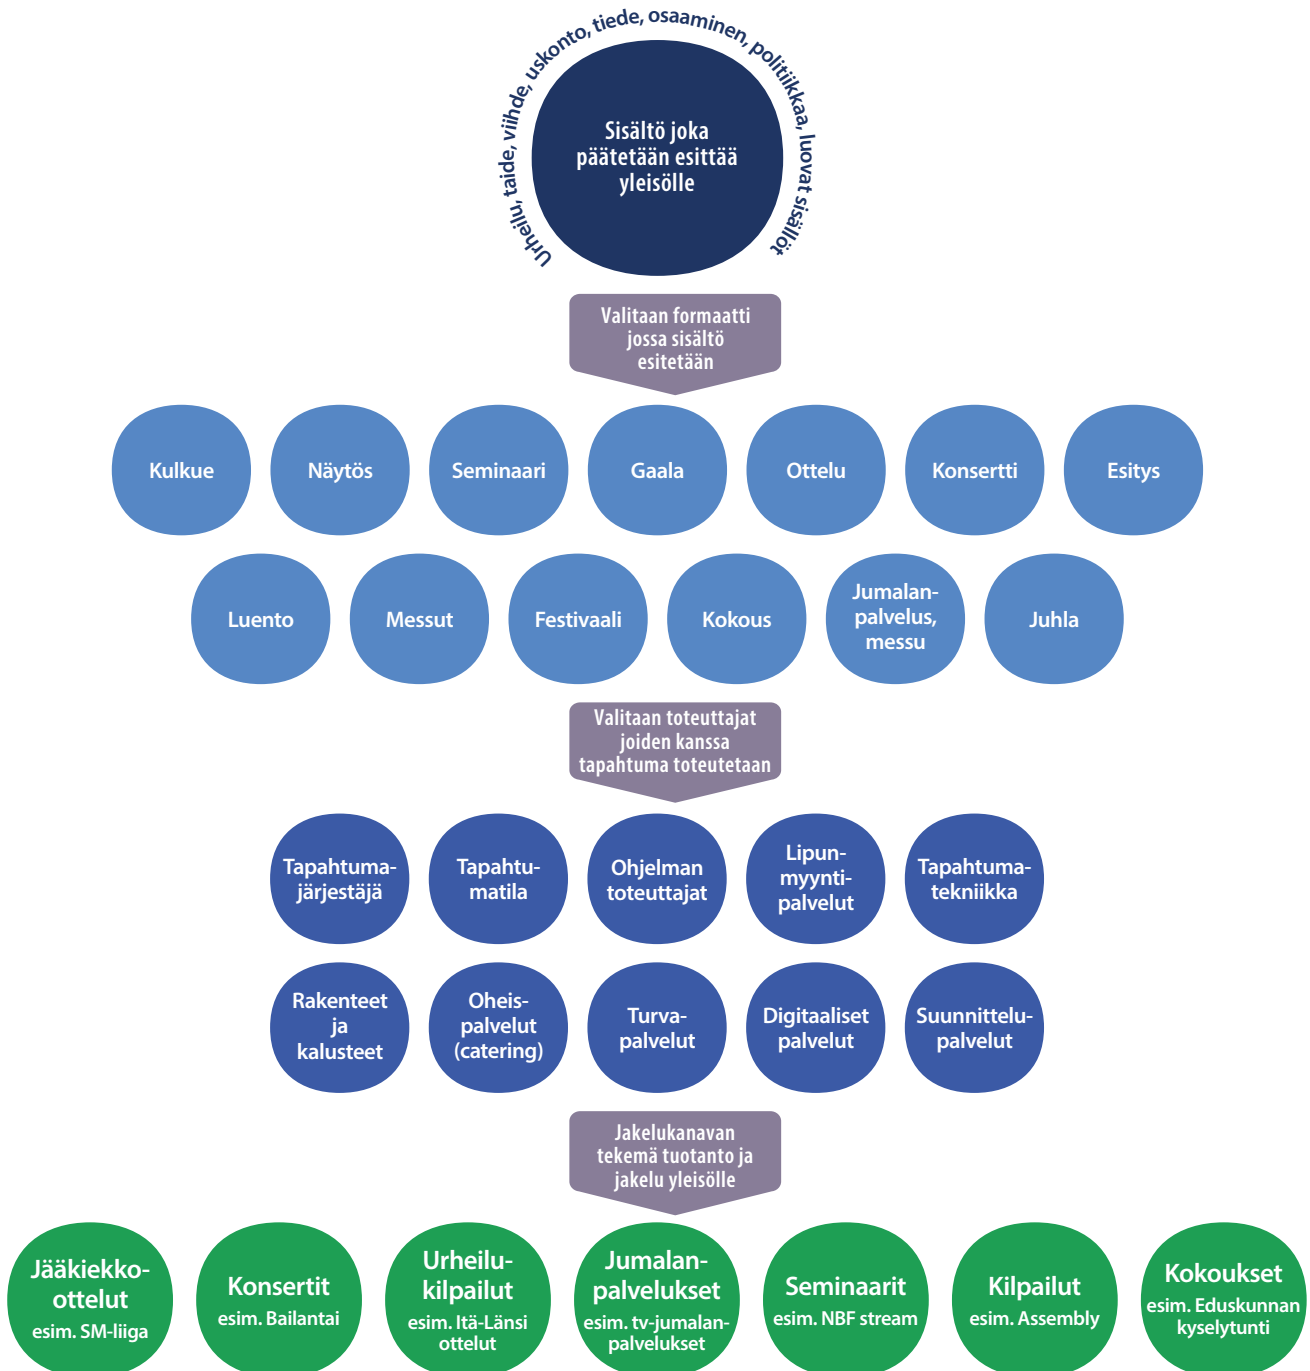 Urheilu, taide, viihde, uskonto, tiede, osaaminen, politiikkaa, luovat sisällöt
Sisältö joka
päätetään esittää
yleisölle
Valitaan formaatti
jossa sisältö
esitetään
Kulkue
Näytös
Seminaari
Gaala
Ottelu
Konsertti
Esitys
Luento
Messut
Festivaali
Kokous
Jumalan-
palvelus,
messu
Juhla
Valitaan toteuttajat
joiden kanssa
tapahtuma toteutetaan
Tapahtuma-
järjestäjä
Tapahtu-
matila
Ohjelman
toteuttajat
Lipun-
myynti-
palvelut
Tapahtuma-
tekniikka
Rakenteet
ja
kalusteet
Oheis-
palvelut
(catering)
Turva-
palvelut
Digitaaliset
palvelut
Suunnittelu-
palvelut
Jakelukanavan
tekemä tuotanto ja
jakelu yleisölle
Jääkiekko-
ottelut
esim. SM-liiga
Konsertit
esim. Bailantai
Urheilu-
kilpailut
esim. Itä-Länsi
ottelut
Jumalan-
palvelukset
esim. tv-jumalan-
palvelukset
Seminaarit
esim. NBF stream
Kilpailut
esim. Assembly
Kokoukset
esim. Eduskunnan
kyselytunti